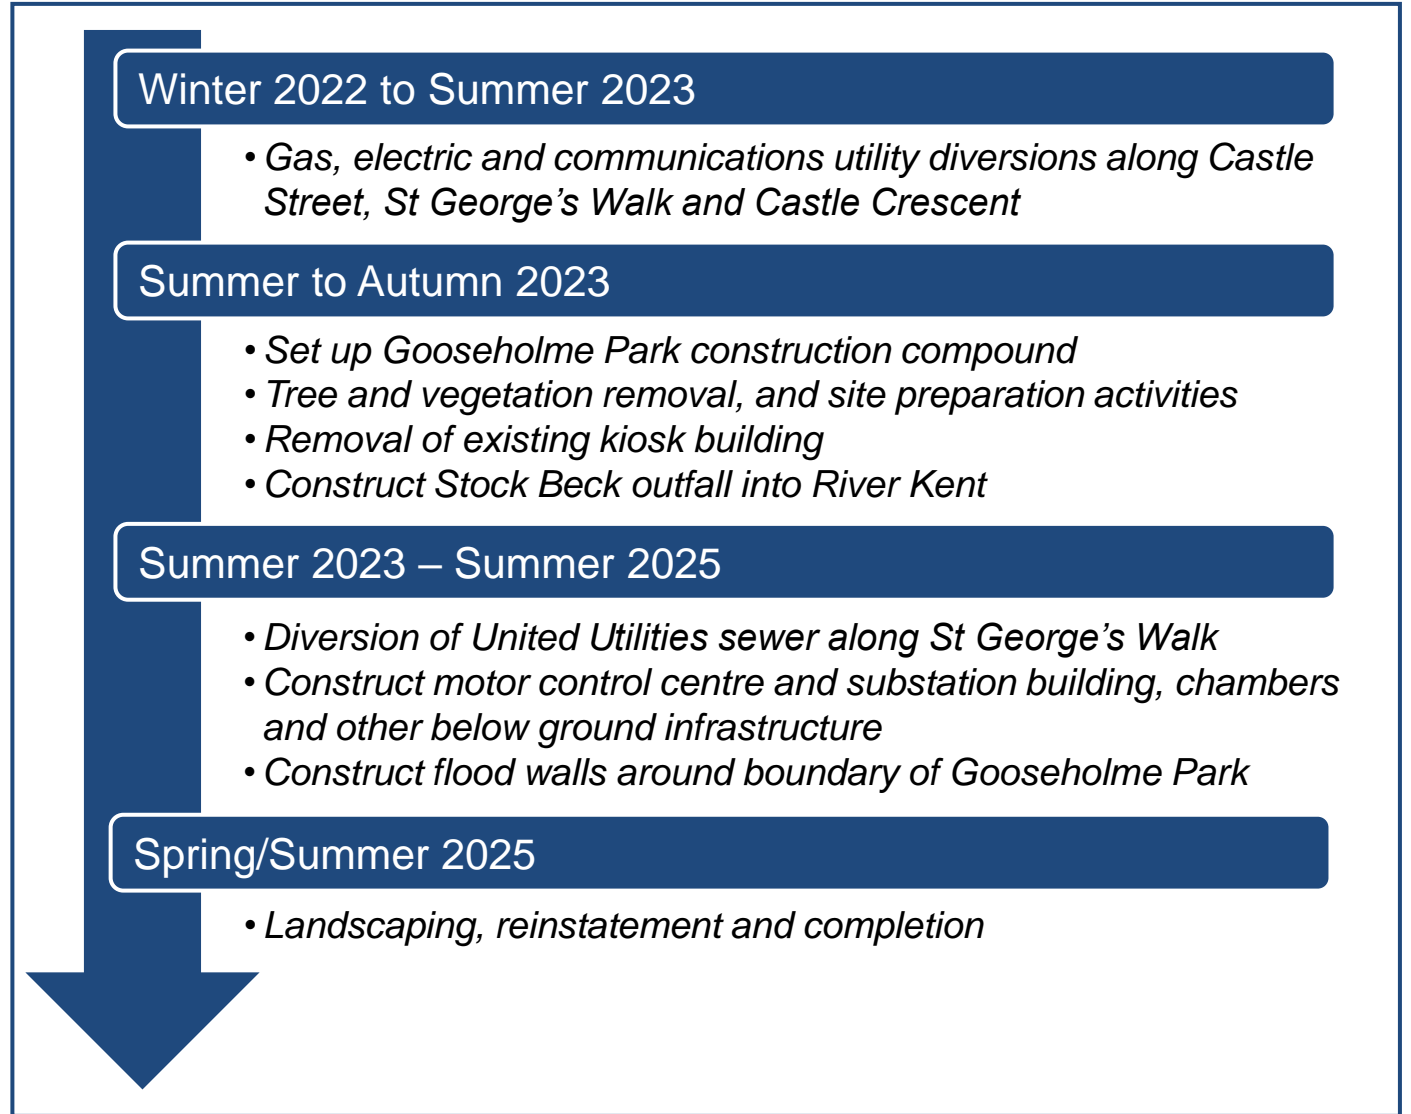 Winter 2022 to Summer 2023
• Gas, electric and communications utility diversions along Castle
Street, St George’s Walk and Castle Crescent
Summer to Autumn 2023
• Set up Gooseholme Park construction compound
• Tree and vegetation removal, and site preparation activities
• Removal of existing kiosk building
• Construct Stock Beck outfall into River Kent
Summer 2023 – Summer 2025
• Diversion of United Utilities sewer along St George’s Walk
• Construct motor control centre and substation building, chambers
and other below ground infrastructure
• Construct flood walls around boundary of Gooseholme Park
Spring/Summer 2025
• Landscaping, reinstatement and completion